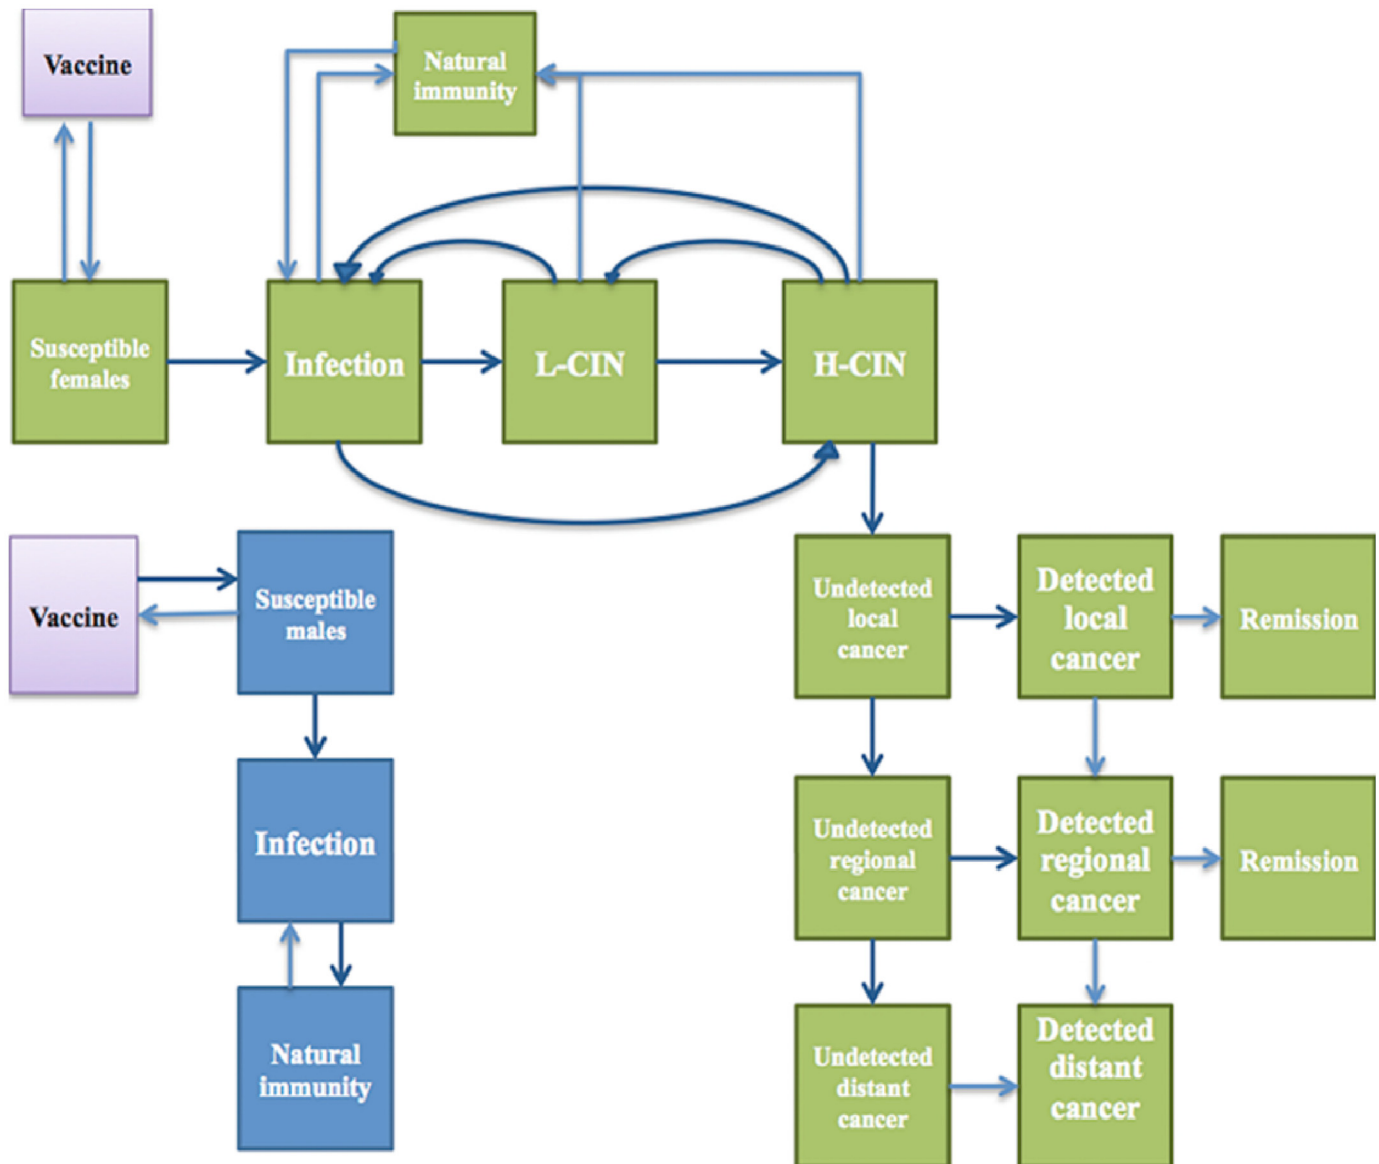 Vaccine
Natural
immunity
Susceptible
females
Infection
L-CIN
H-CIN
Vaccine
Susceptible
males
Undetected
local
cancer
Detected
local
cancer
Remission
Infection
Undetected
regional
cancer
Detected
regional
cancer
Remission
Natural
immunity
Undetected
distant
cancer
Detected
distant
cancer